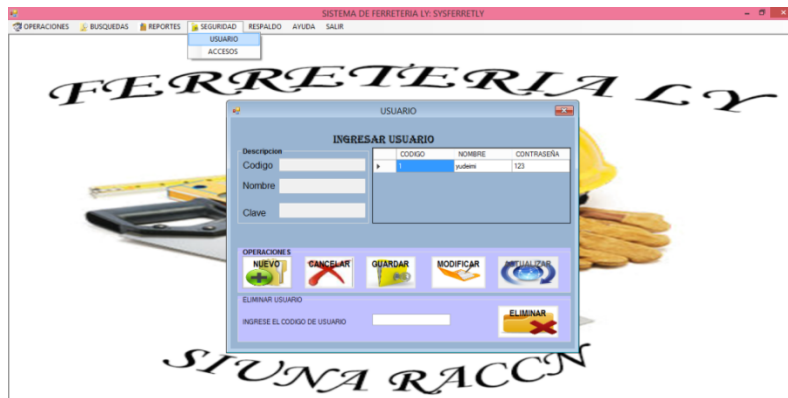 SISTEMA DE FERRETERIA LY: SYSFERRETLY
OPERACIONES BUSQUEDAS REPORTES SEGURIDAD RESPALDO AYUDA SALIR
USUARIO
ACCESOS
FERRETERIA LY
USUARIO
INGRESAR USUARIO
Descripcion
CODIGO NOMBRE CONTRASEÑA
1 yudeimi 123
Codigo
Nombre
Clave
OPERACIONES
NUEVO CANCELAR GUARDAR MODIFICAR ACTUALIZAR
ELIMINAR USUARIO
INGRESE EL CODIGO DE USUARIO
ELIMINAR
SIUNA RACCN